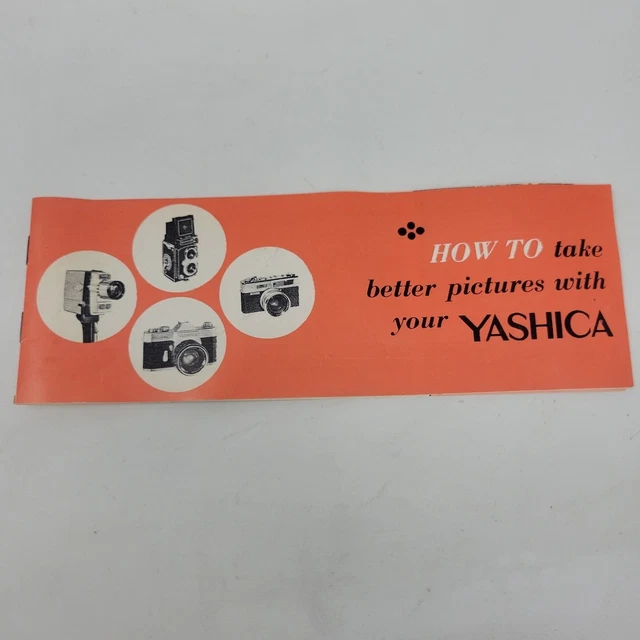 HOW TO take
better pictures with
your YASHICA